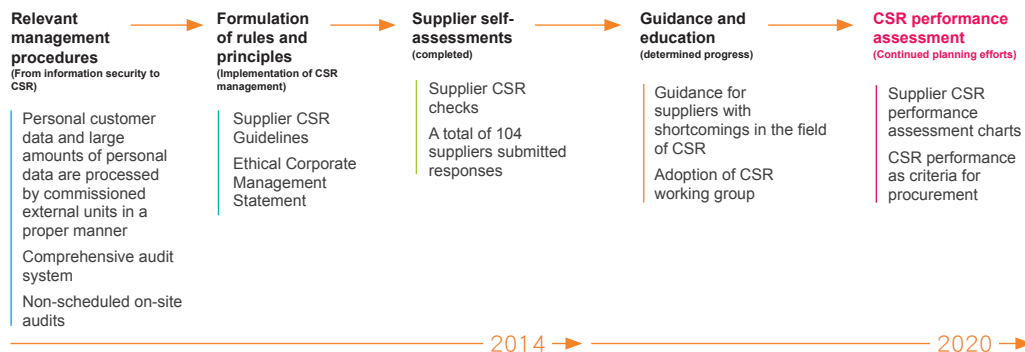 Relevant
management
procedures
(From information security to
CSR)
Personal customer
data and large
amounts of personal
data are processed
by commissioned
external units in a
proper manner
Comprehensive audit
system
Non-scheduled on-site
audits
Formulation
of rules and
principles
(Implementation of CSR
management)
Supplier CSR
Guidelines
Ethical Corporate
Management
Statement
Supplier self-
assessments
(completed)
Supplier CSR
checks
A total of 104
suppliers submitted
responses
Guidance and
education
(determined progress)
Guidance for
suppliers with
shortcomings in the field
of CSR
Adoption of CSR
working group
CSR performance
assessment
(Continued planning efforts)
Supplier CSR
performance
assessment charts
CSR performance
as criteria for
procurement
2014
2020